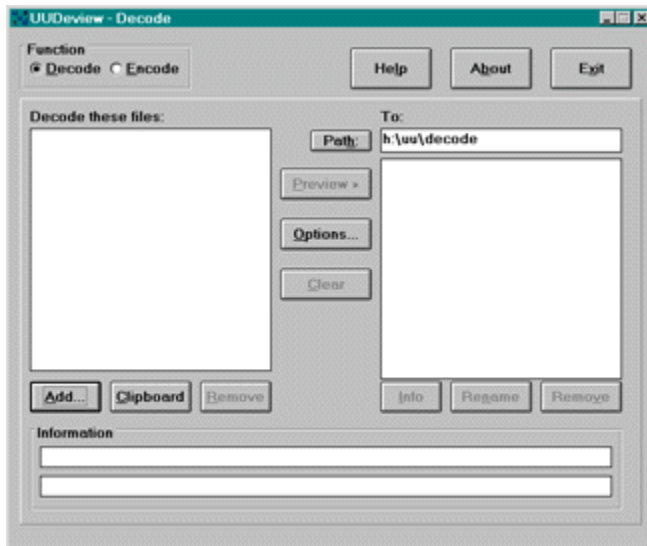 UUDeview - Decode
Function
Decode Encode
Help About Exit
Decode these files:
To:
Path:
h:\uu\decode
Preview »
Options...
Clear
Add... Clipboard Remove
Info Rename Remove
Information